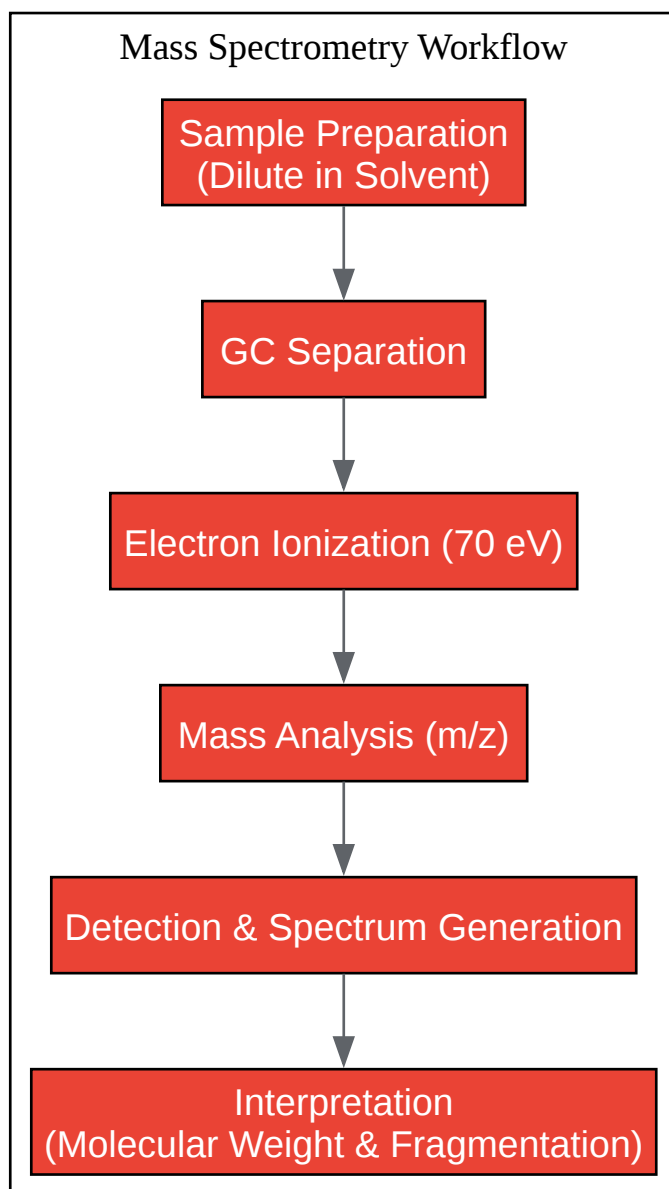 Mass Spectrometry Workflow
Sample Preparation
(Dilute in Solvent)
GC Separation
Electron Ionization (70 eV)
Mass Analysis (m/z)
Detection & Spectrum Generation
Interpretation
(Molecular Weight & Fragmentation)